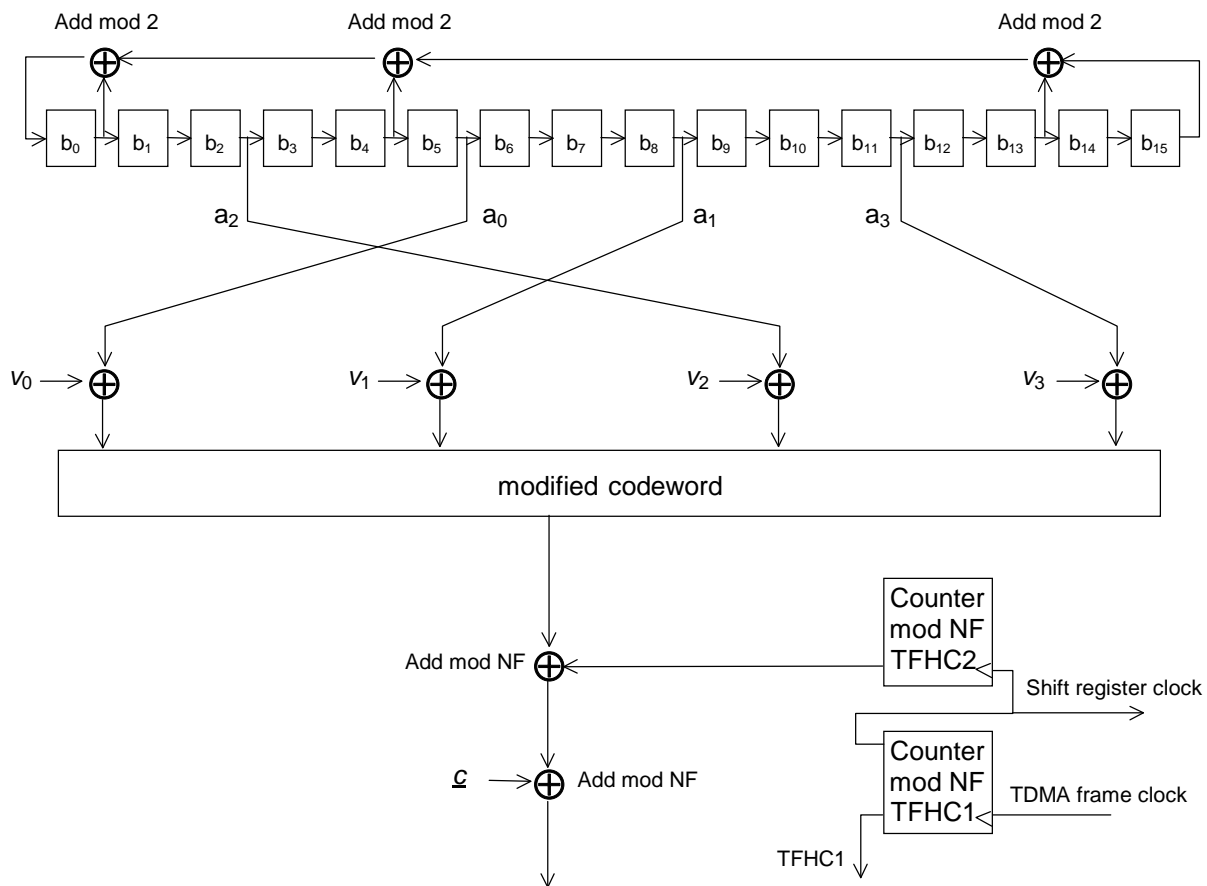 Add mod 2 Add mod 2 Add mod 2
b₀ b₁ b₂ b₃ b₄ b₅ b₆ b₇ b₈ b₉ b₁₀ b₁₁ b₁₂ b₁₃ b₁₄ b₁₅
a₂ a₀ a₁ a₃
v₀ v₁ v₂ v₃
modified codeword
Counter
mod NF
TFHC2
Add mod NF
Shift register clock
Counter
mod NF
TFHC1
c Add mod NF
TDMA frame clock
TFHC1